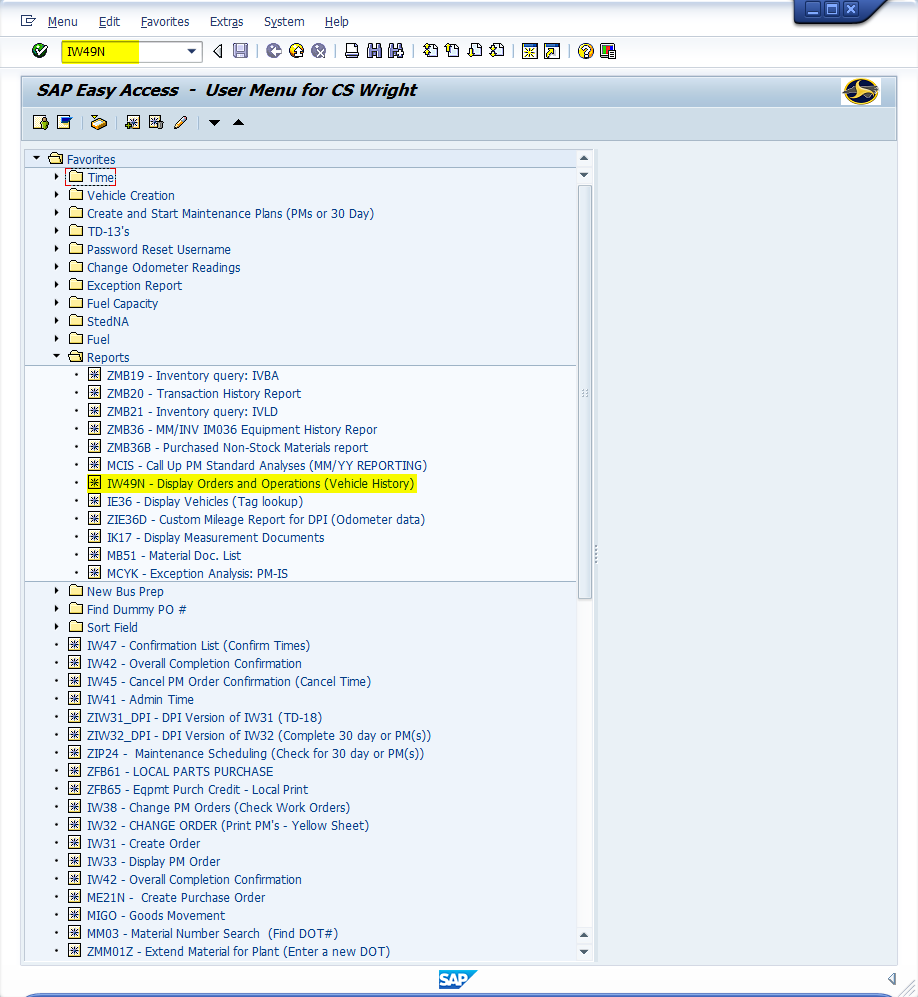 Menu Edit Favorites Extras System Help
IW49N
SAP Easy Access - User Menu for CS Wright
Favorites
Time
Vehicle Creation
Create and Start Maintenance Plans (PMs or 30 Day)
TD-13's
Password Reset Username
Change Odometer Readings
Exception Report
Fuel Capacity
StedNA
Fuel
Reports
ZMB19 - Inventory query: IVBA
ZMB20 - Transaction History Report
ZMB21 - Inventory query: IVLD
ZMB36 - MM/INV IM036 Equipment History Repor
ZMB36B - Purchased Non-Stock Materials report
MCIS - Call Up PM Standard Analyses (MM/YY REPORTING)
IW49N - Display Orders and Operations (Vehicle History)
IE36 - Display Vehicles (Tag lookup)
ZIE36D - Custom Mileage Report for DPI (Odometer data)
IK17 - Display Measurement Documents
MB51 - Material Doc. List
MCYK - Exception Analysis: PM-IS
New Bus Prep
Find Dummy PO #
Sort Field
IW47 - Confirmation List (Confirm Times)
IW42 - Overall Completion Confirmation
IW45 - Cancel PM Order Confirmation (Cancel Time)
IW41 - Admin Time
ZIW31_DPI - DPI Version of IW31 (TD-18)
ZIW32_DPI - DPI Version of IW32 (Complete 30 day or PM(s))
ZIP24 -  Maintenance Scheduling (Check for 30 day or PM(s))
ZFB61 - LOCAL PARTS PURCHASE
ZFB65 - Eqpmt Purch Credit - Local Print
IW38 - Change PM Orders (Check Work Orders)
IW32 - CHANGE ORDER (Print PM's - Yellow Sheet)
IW31 - Create Order
IW33 - Display PM Order
IW42 - Overall Completion Confirmation
ME21N -  Create Purchase Order
MIGO - Goods Movement
MM03 - Material Number Search  (Find DOT#)
ZMM01Z - Extend Material for Plant (Enter a new DOT)
SAP